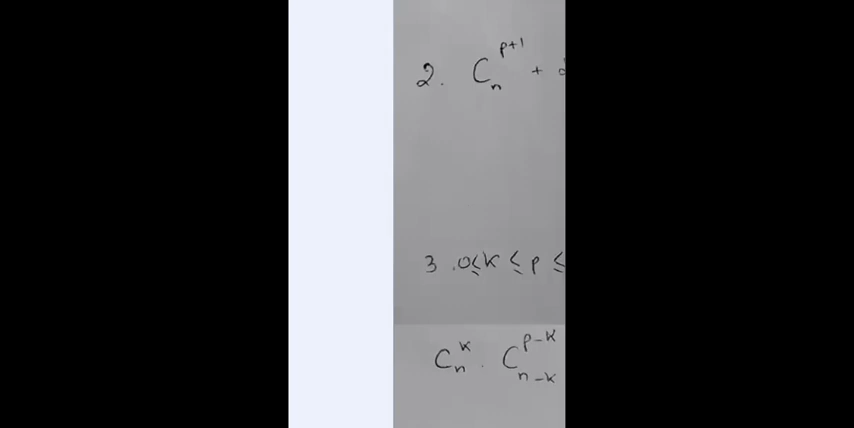 2. C_n^{p+1} +
3. 0≤k ≤ p ≤
C_n^k . C_{n-k}^{p-k}